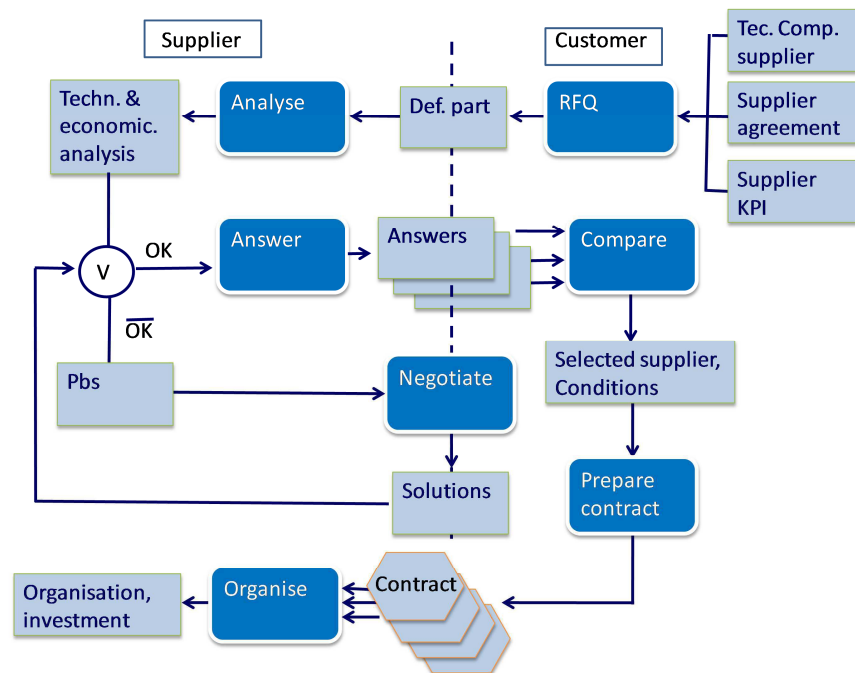 Supplier
Customer
Tec. Comp.
supplier
Techn. &
economic.
analysis
Analyse
Def. part
RFQ
Supplier
agreement
Supplier
KPI
V
OK
Answer
Answers
Compare
O̅K̅
Pbs
Negotiate
Selected supplier,
Conditions
Solutions
Prepare
contract
Organisation,
investment
Organise
Contract